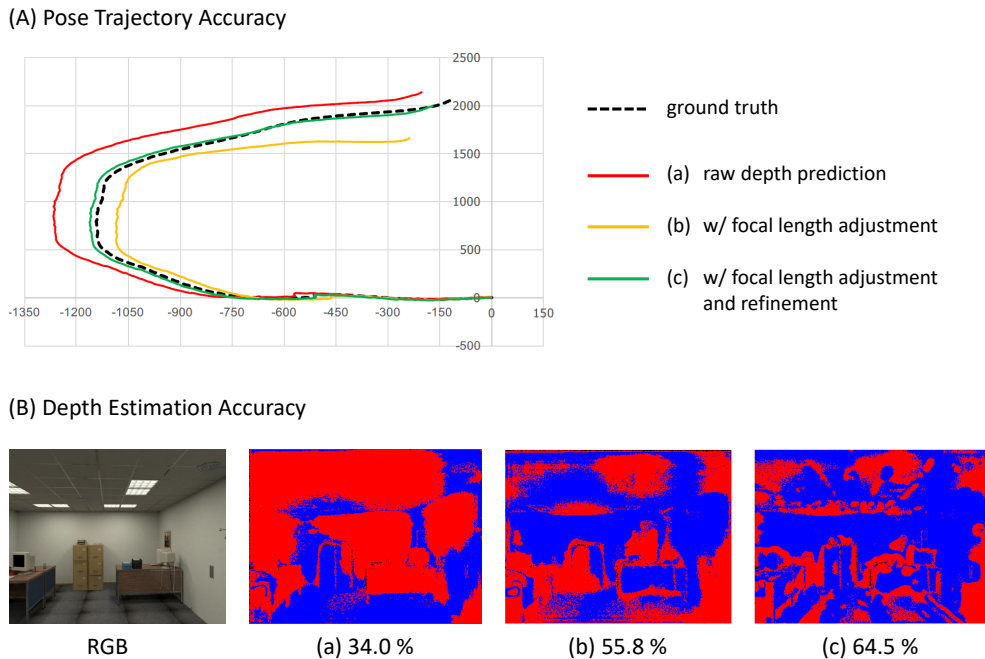 (A) Pose Trajectory Accuracy
2500
2000
1500
1000
500
0
-1350 -1200 -1050 -900 -750 -600 -450 -300 -150 0 150
-500
ground truth
(a) raw depth prediction
(b) w/ focal length adjustment
(c) w/ focal length adjustment
and refinement
(B) Depth Estimation Accuracy
RGB (a) 34.0 % (b) 55.8 % (c) 64.5 %